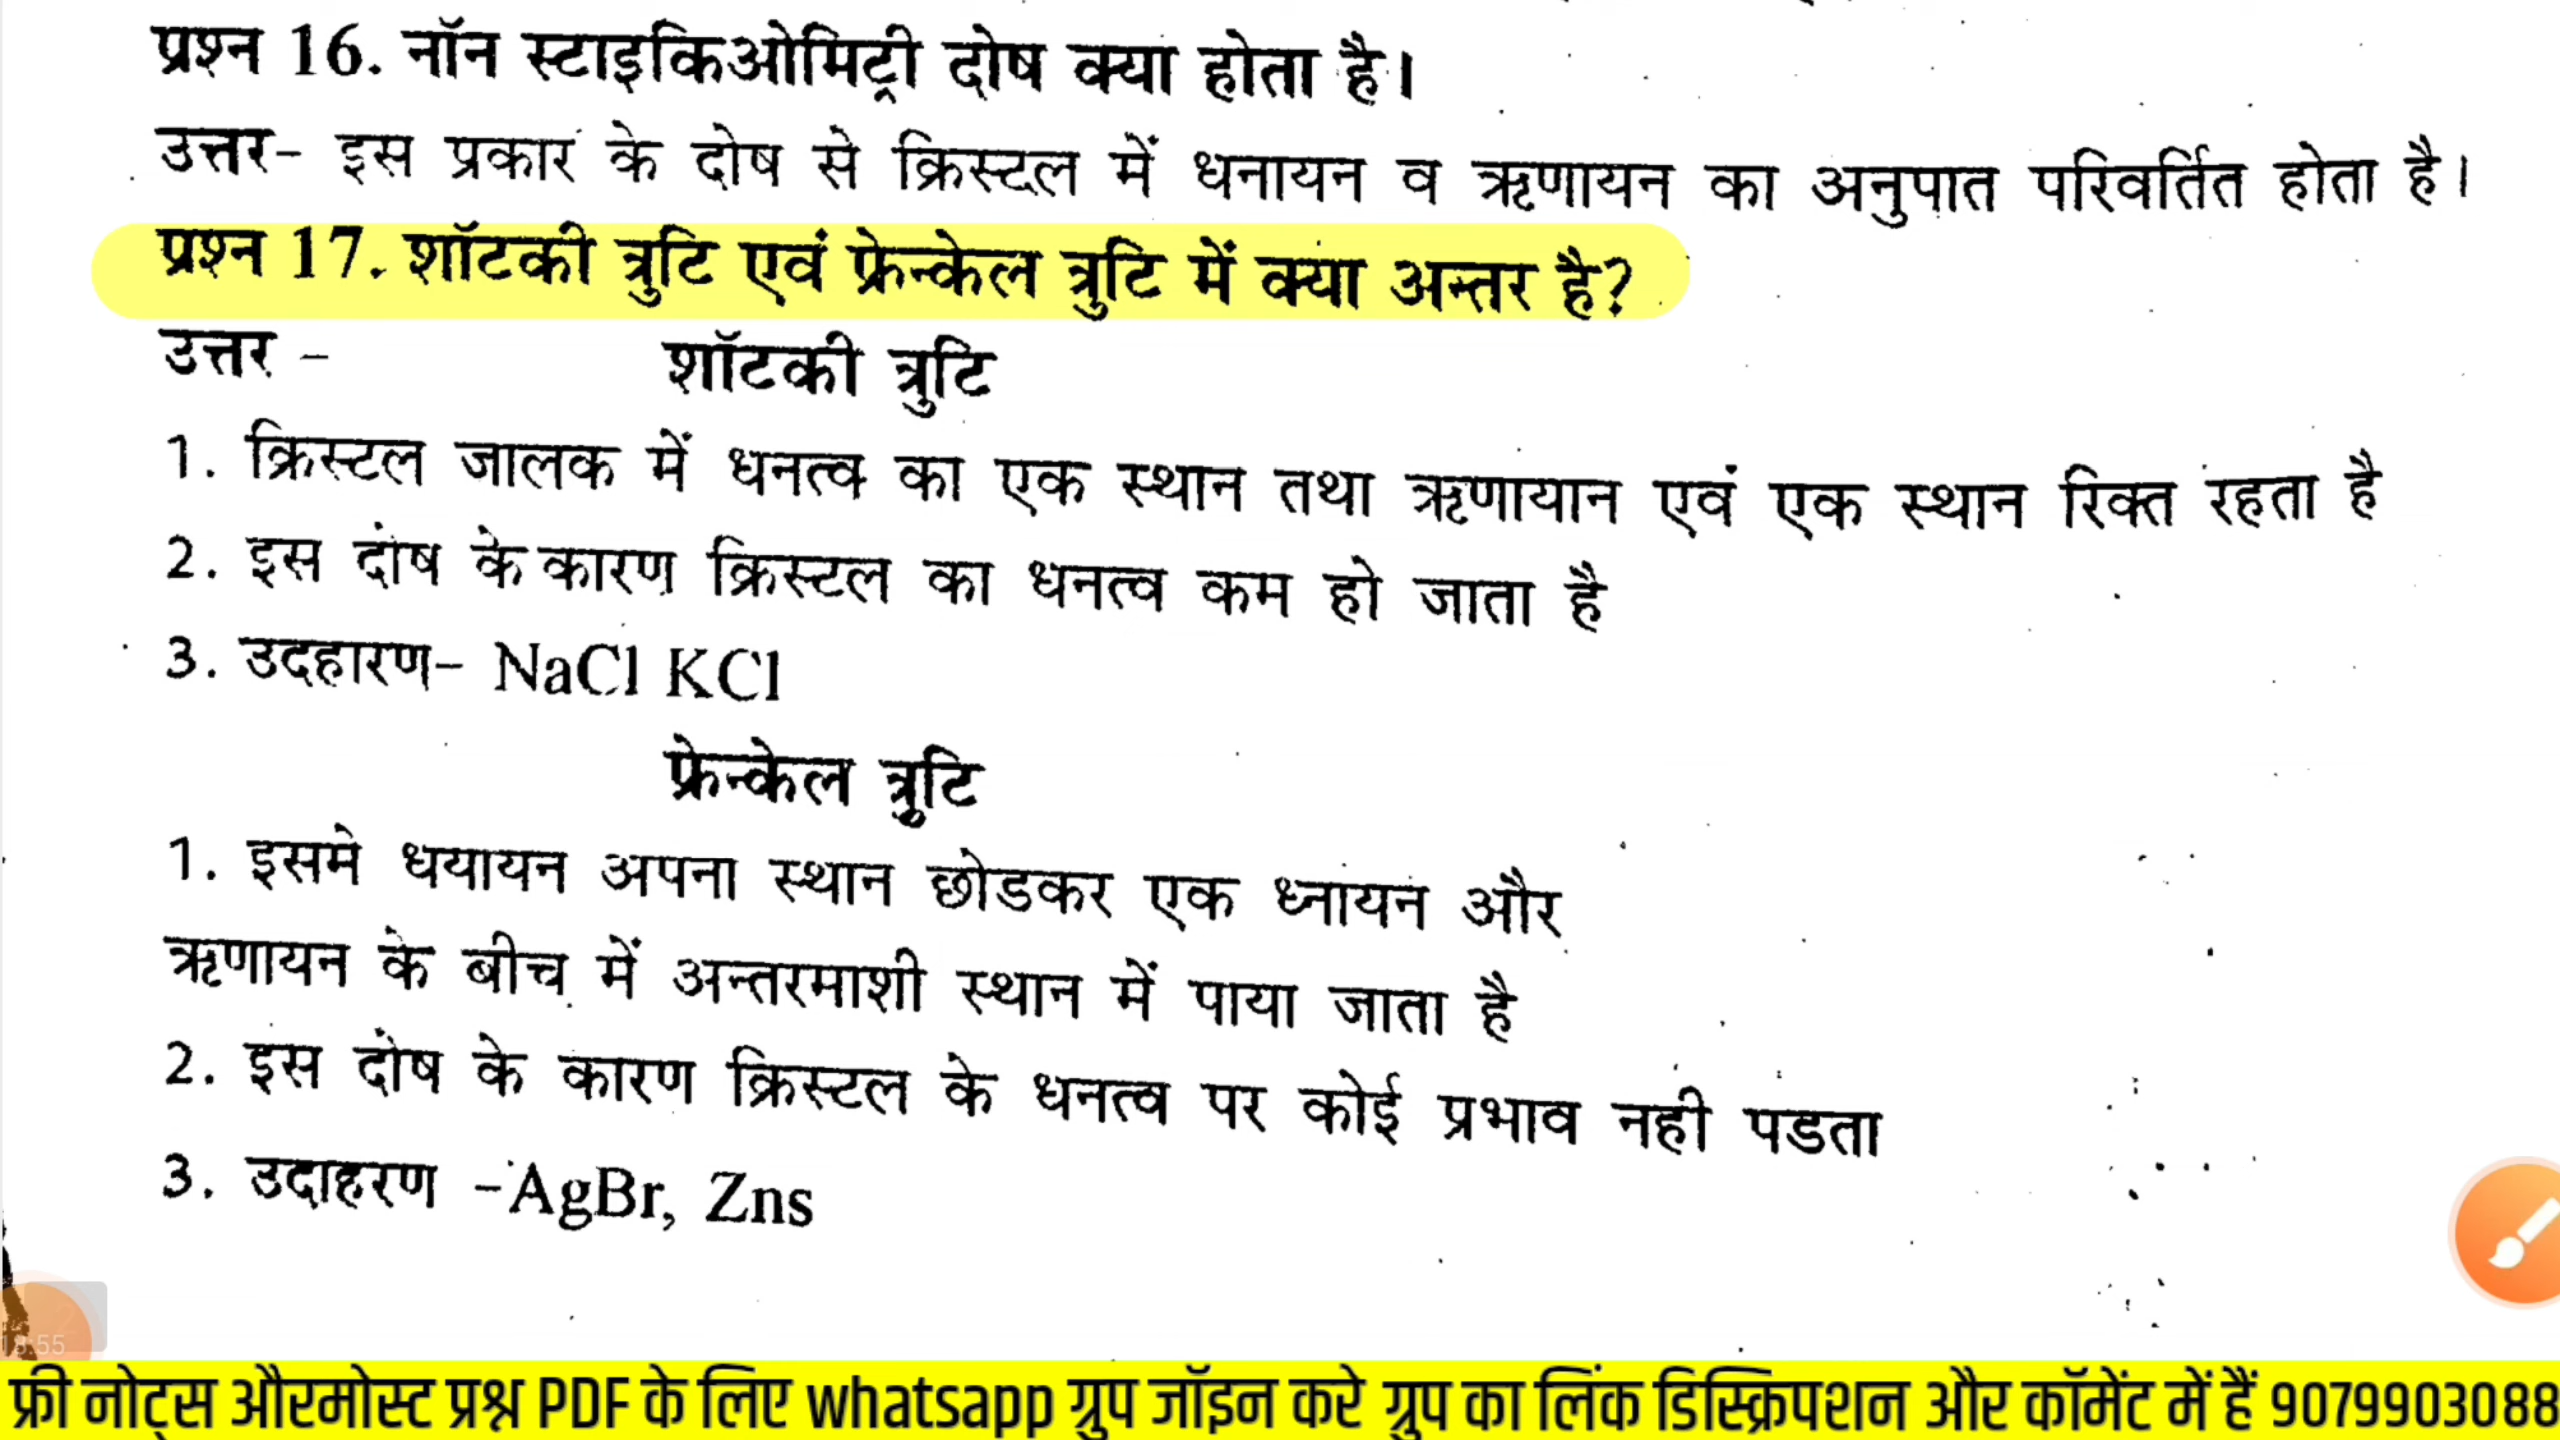 प्रश्न 16. नॉन स्टाइकिओमिट्री दोष क्या होता है।
उत्तर- इस प्रकार के दोष से क्रिस्टल में धनायन व ऋणायन का अनुपात परिवर्तित होता है।
प्रश्न 17. शॉटकी त्रुटि एवं फ्रेन्केल त्रुटि में क्या अन्तर है?
उत्तर - शॉटकी त्रुटि
1. क्रिस्टल जालक में धनत्व का एक स्थान तथा ऋणायान एवं एक स्थान रिक्त रहता है
2. इस दोष के कारण क्रिस्टल का धनत्व कम हो जाता है
3. उदहारण- NaCl KCl
फ्रेन्केल त्रुटि
1. इसमे धयायन अपना स्थान छोडकर एक ध्नायन और
ऋणायन के बीच में अन्तरमाशी स्थान में पाया जाता है
2. इस दोष के कारण क्रिस्टल के धनत्व पर कोई प्रभाव नही पडता
3. उदाहरण -AgBr, Zns
फ्री नोट्स औरमोस्ट प्रश्न PDF के लिए whatsapp ग्रुप जॉइन करे ग्रुप का लिंक डिस्क्रिपशान और कॉमेंट में हैं 9079903088